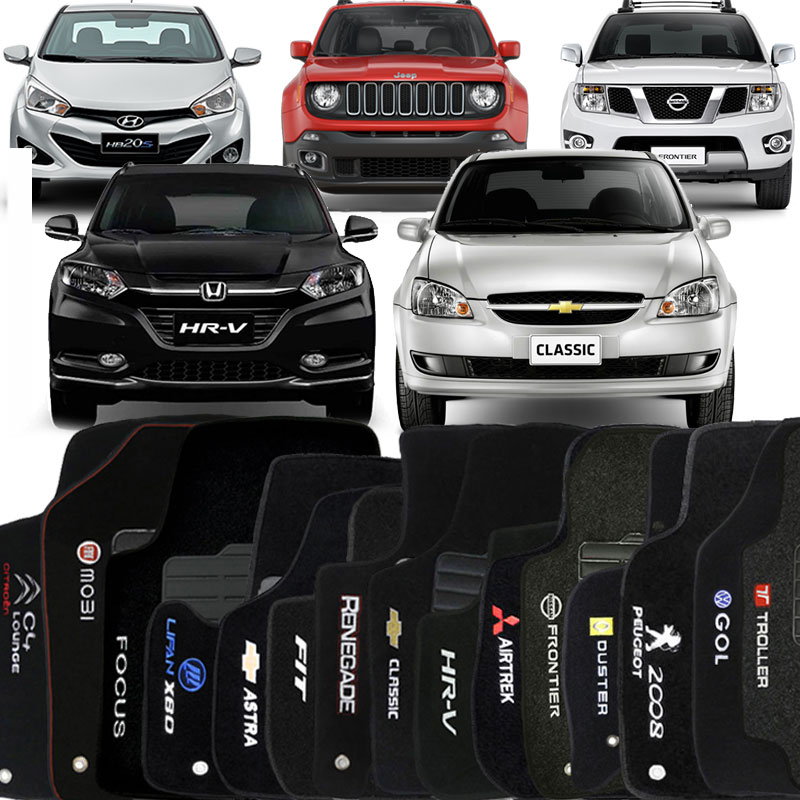 HB20S
Jeep
FRONTIER
HR-V
CLASSIC
CITROËN
C4
LOUNGE
MOBI
FOCUS
LIFAN X60
ASTRA
FIT
RENEGADE
CLASSIC
HR-V
AIRTREK
FRONTIER
DUSTER
PEUGEOT
2008
GOL
TROLLER